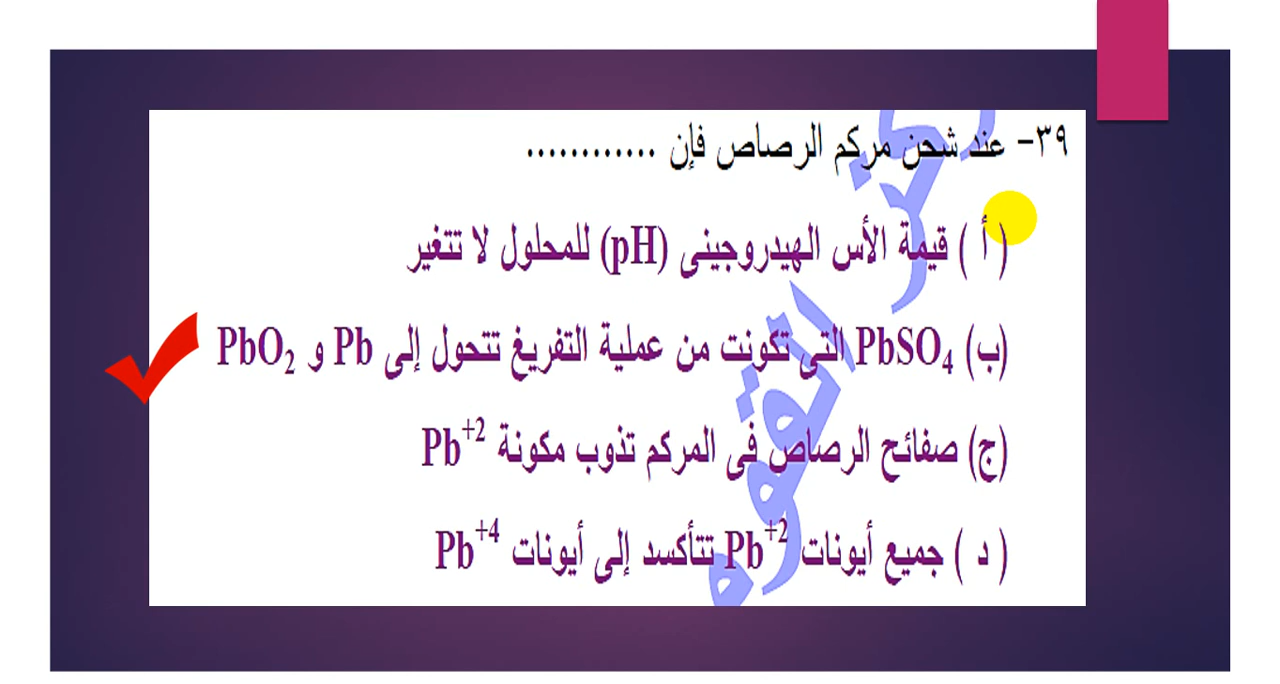 ٣٩- عند شحن مركم الرصاص فإن ............
( أ ) قيمة الأس الهيدروجينى (pH) للمحلول لا تتغير
(ب) PbSO₄ التى تكونت من عملية التفريغ تتحول إلى Pb و PbO₂
(ج) صفائح الرصاص فى المركم تذوب مكونة Pb⁺²
( د ) جميع أيونات Pb⁺² تتأكسد إلى أيونات Pb⁺⁴